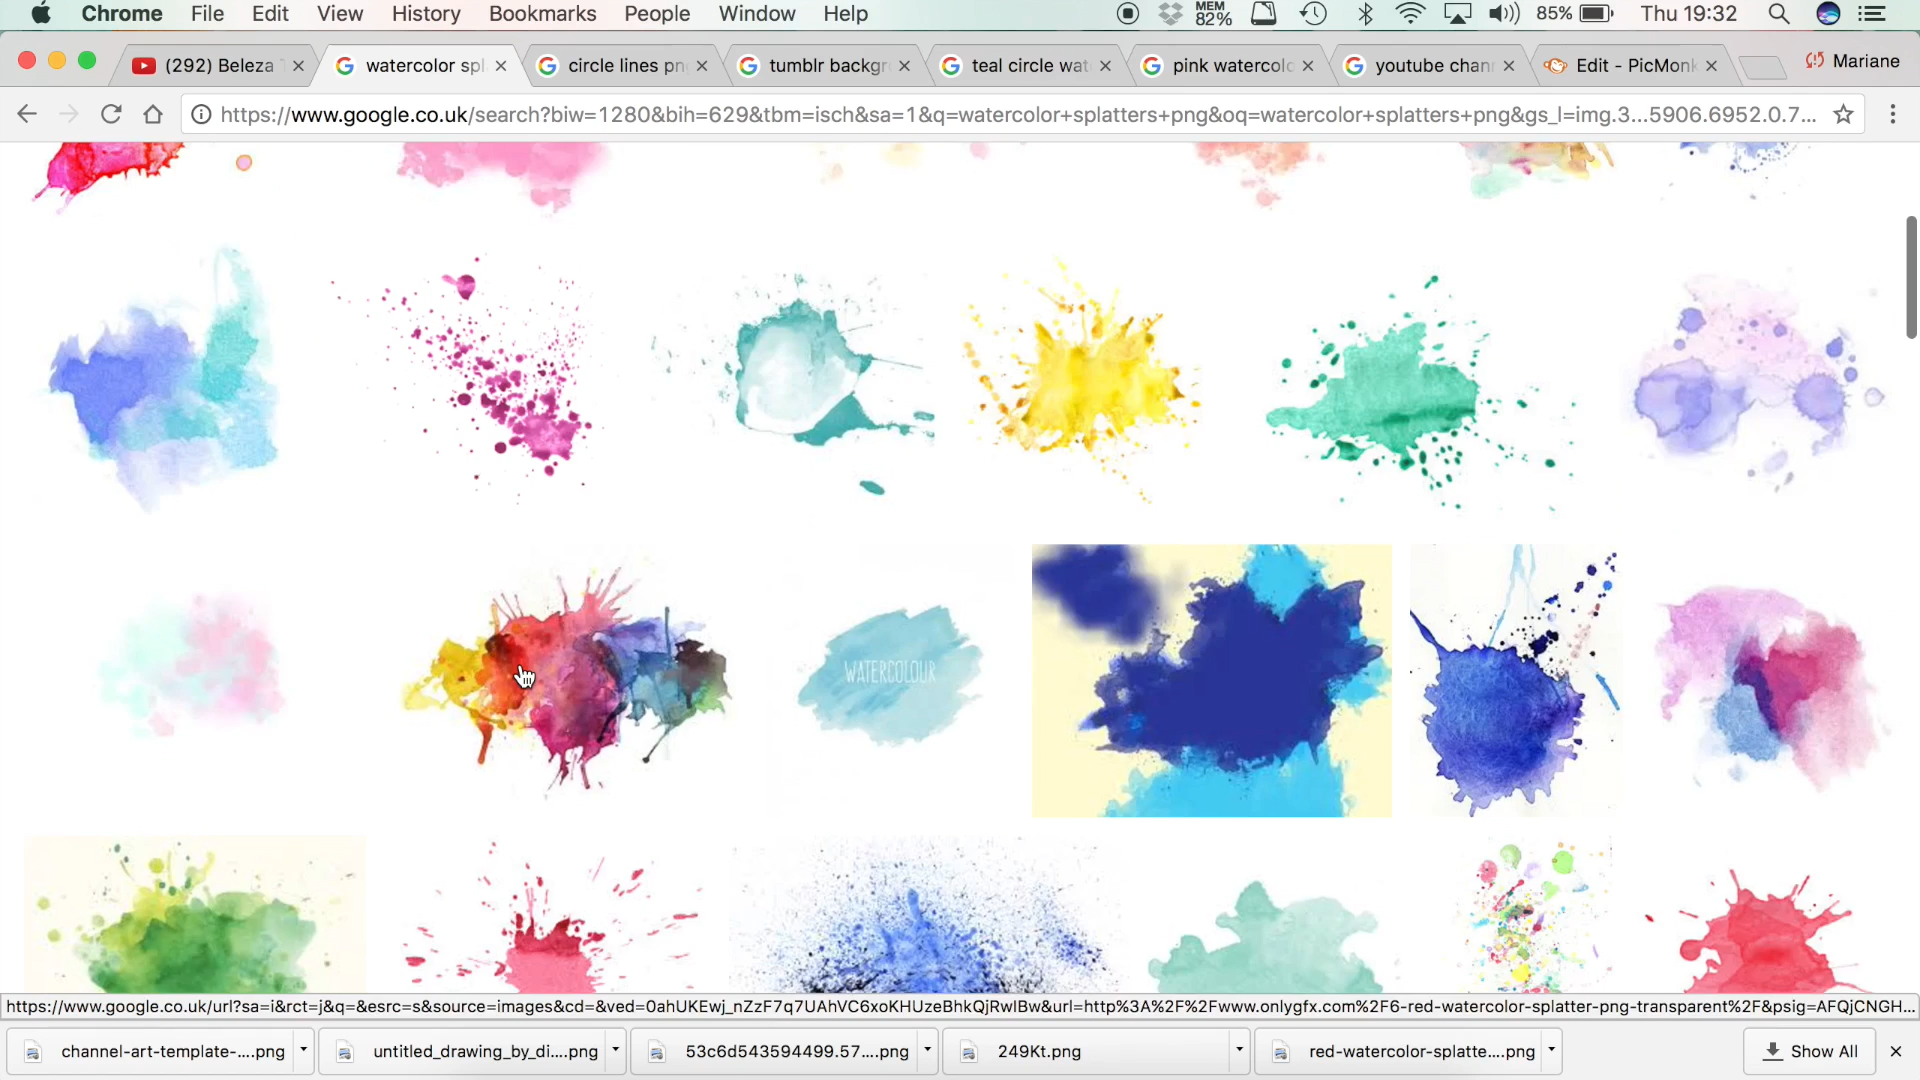 Chrome File Edit View History Bookmarks People Window Help MEM 82% 85% Thu 19:32
(292) Beleza T watercolor spl circle lines pn tumblr backgr teal circle wat pink watercolo youtube chan Edit - PicMonk Mariane
https://www.google.co.uk/search?biw=1280&bih=629&tbm=isch&sa=1&q=watercolor+splatters+png&oq=watercolor+splatters+png&gs_l=img.3...5906.6952.0.7...
WATERCOLOUR
https://www.google.co.uk/url?sa=i&rct=j&q=&esrc=s&source=images&cd=&ved=0ahUKEwj_nZzF7q7UAhVC6xoKHUzeBhkQjRwIBw&url=http%3A%2F%2Fwww.onlygfx.com%2F6-red-watercolor-splatter-png-transparent%2F&psig=AFQjCNGH...
channel-art-template-....png untitled_drawing_by_di....png 53c6d543594499.57....png 249Kt.png red-watercolor-splatte....png Show All